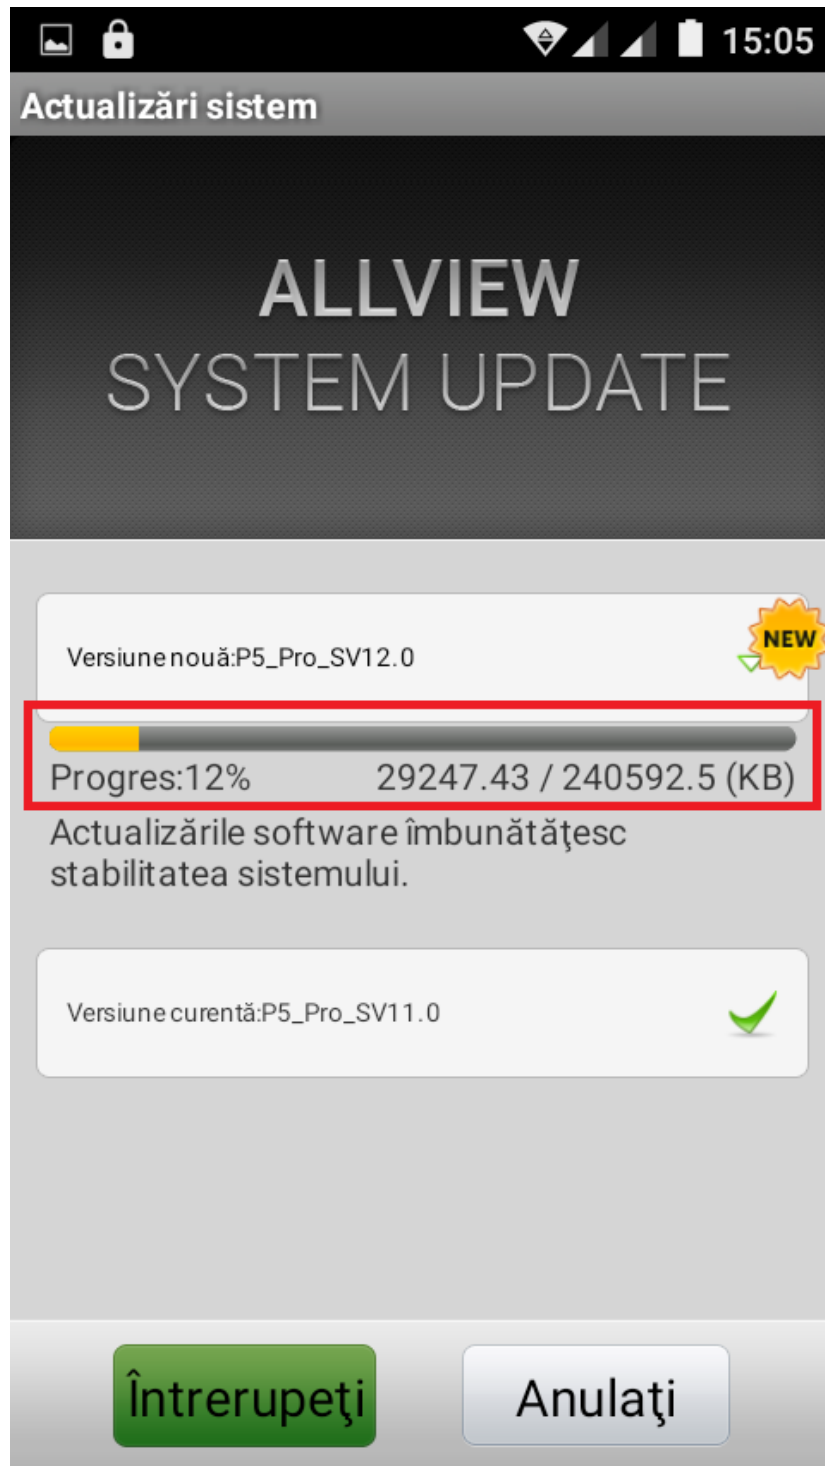 15:05
Actualizări sistem
ALLVIEW
SYSTEM UPDATE
Versiune nouă:P5_Pro_SV12.0
NEW
Progres:12% 29247.43 / 240592.5 (KB)
Actualizările software îmbunătăţesc
stabilitatea sistemului.
Versiune curentă:P5_Pro_SV11.0
Întrerupeţi Anulaţi